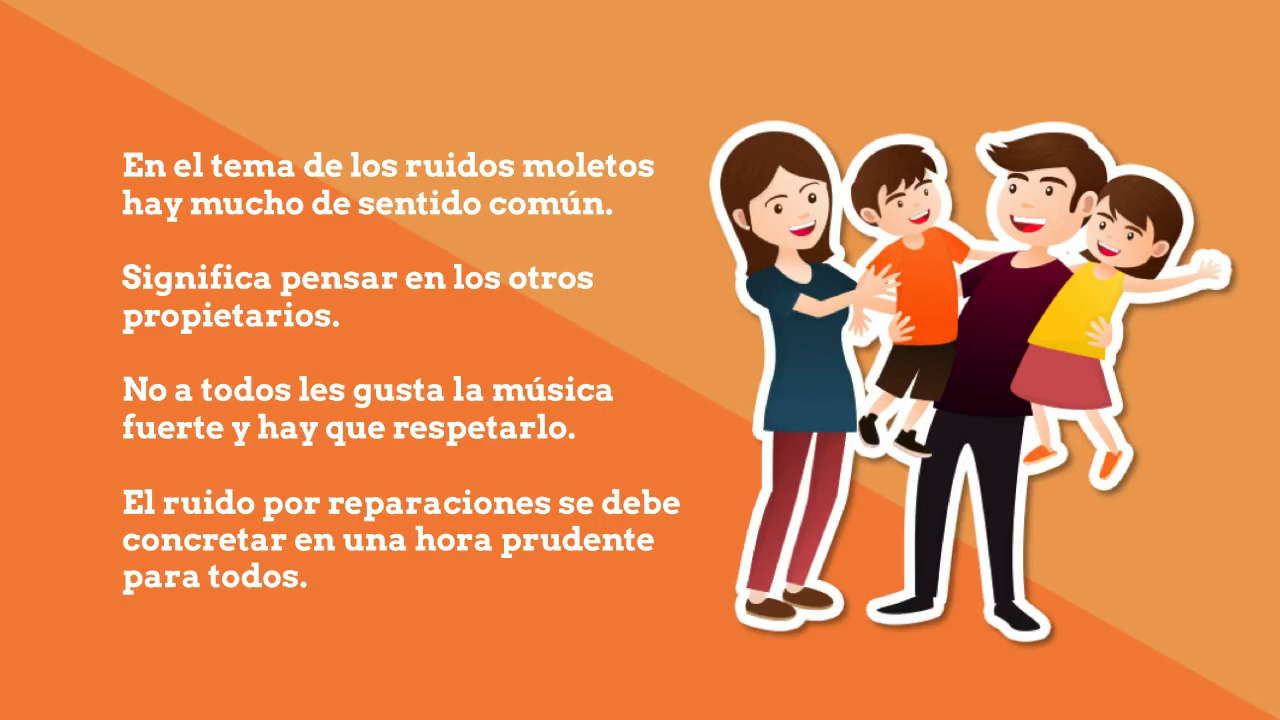 En el tema de los ruidos moletos
hay mucho de sentido común.
Significa pensar en los otros
propietarios.
No a todos les gusta la música
fuerte y hay que respetarlo.
El ruido por reparaciones se debe
concretar en una hora prudente
para todos.